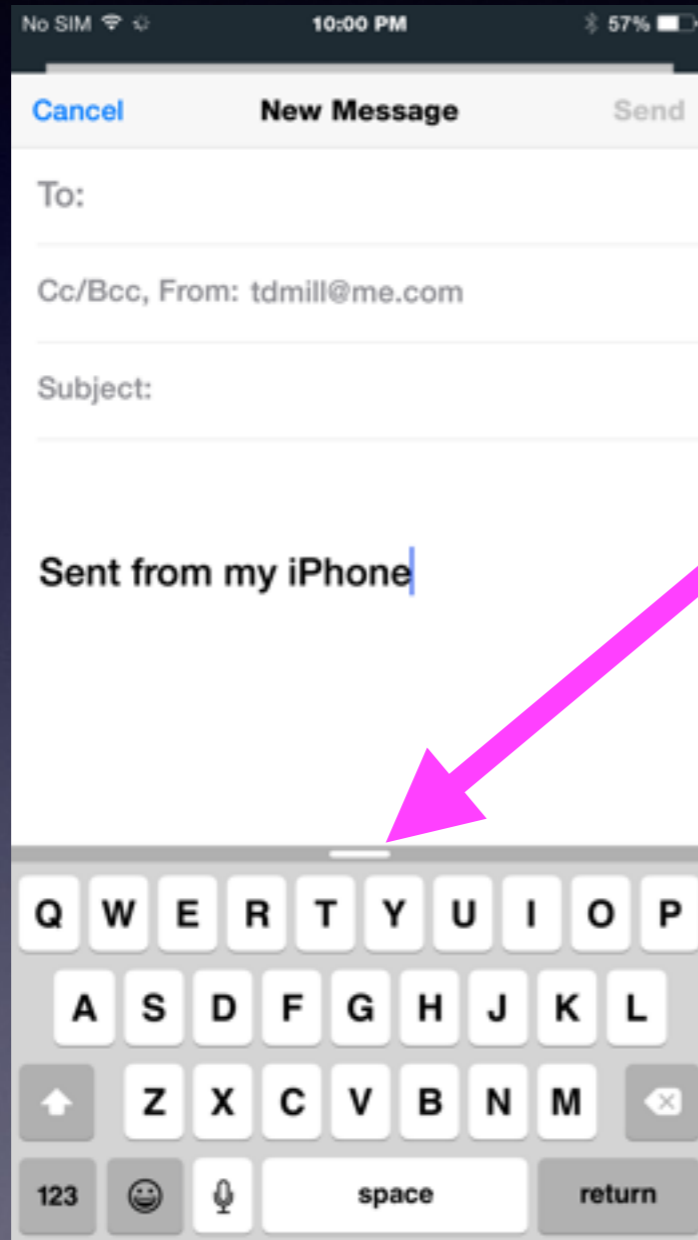 No SIM 10:00 PM 57%
Cancel New Message Send
To:
Cc/Bcc, From: tdmill@me.com
Subject:
Sent from my iPhone
Q W E R T Y U I O P
A S D F G H J K L
Z X C V B N M
123 space return